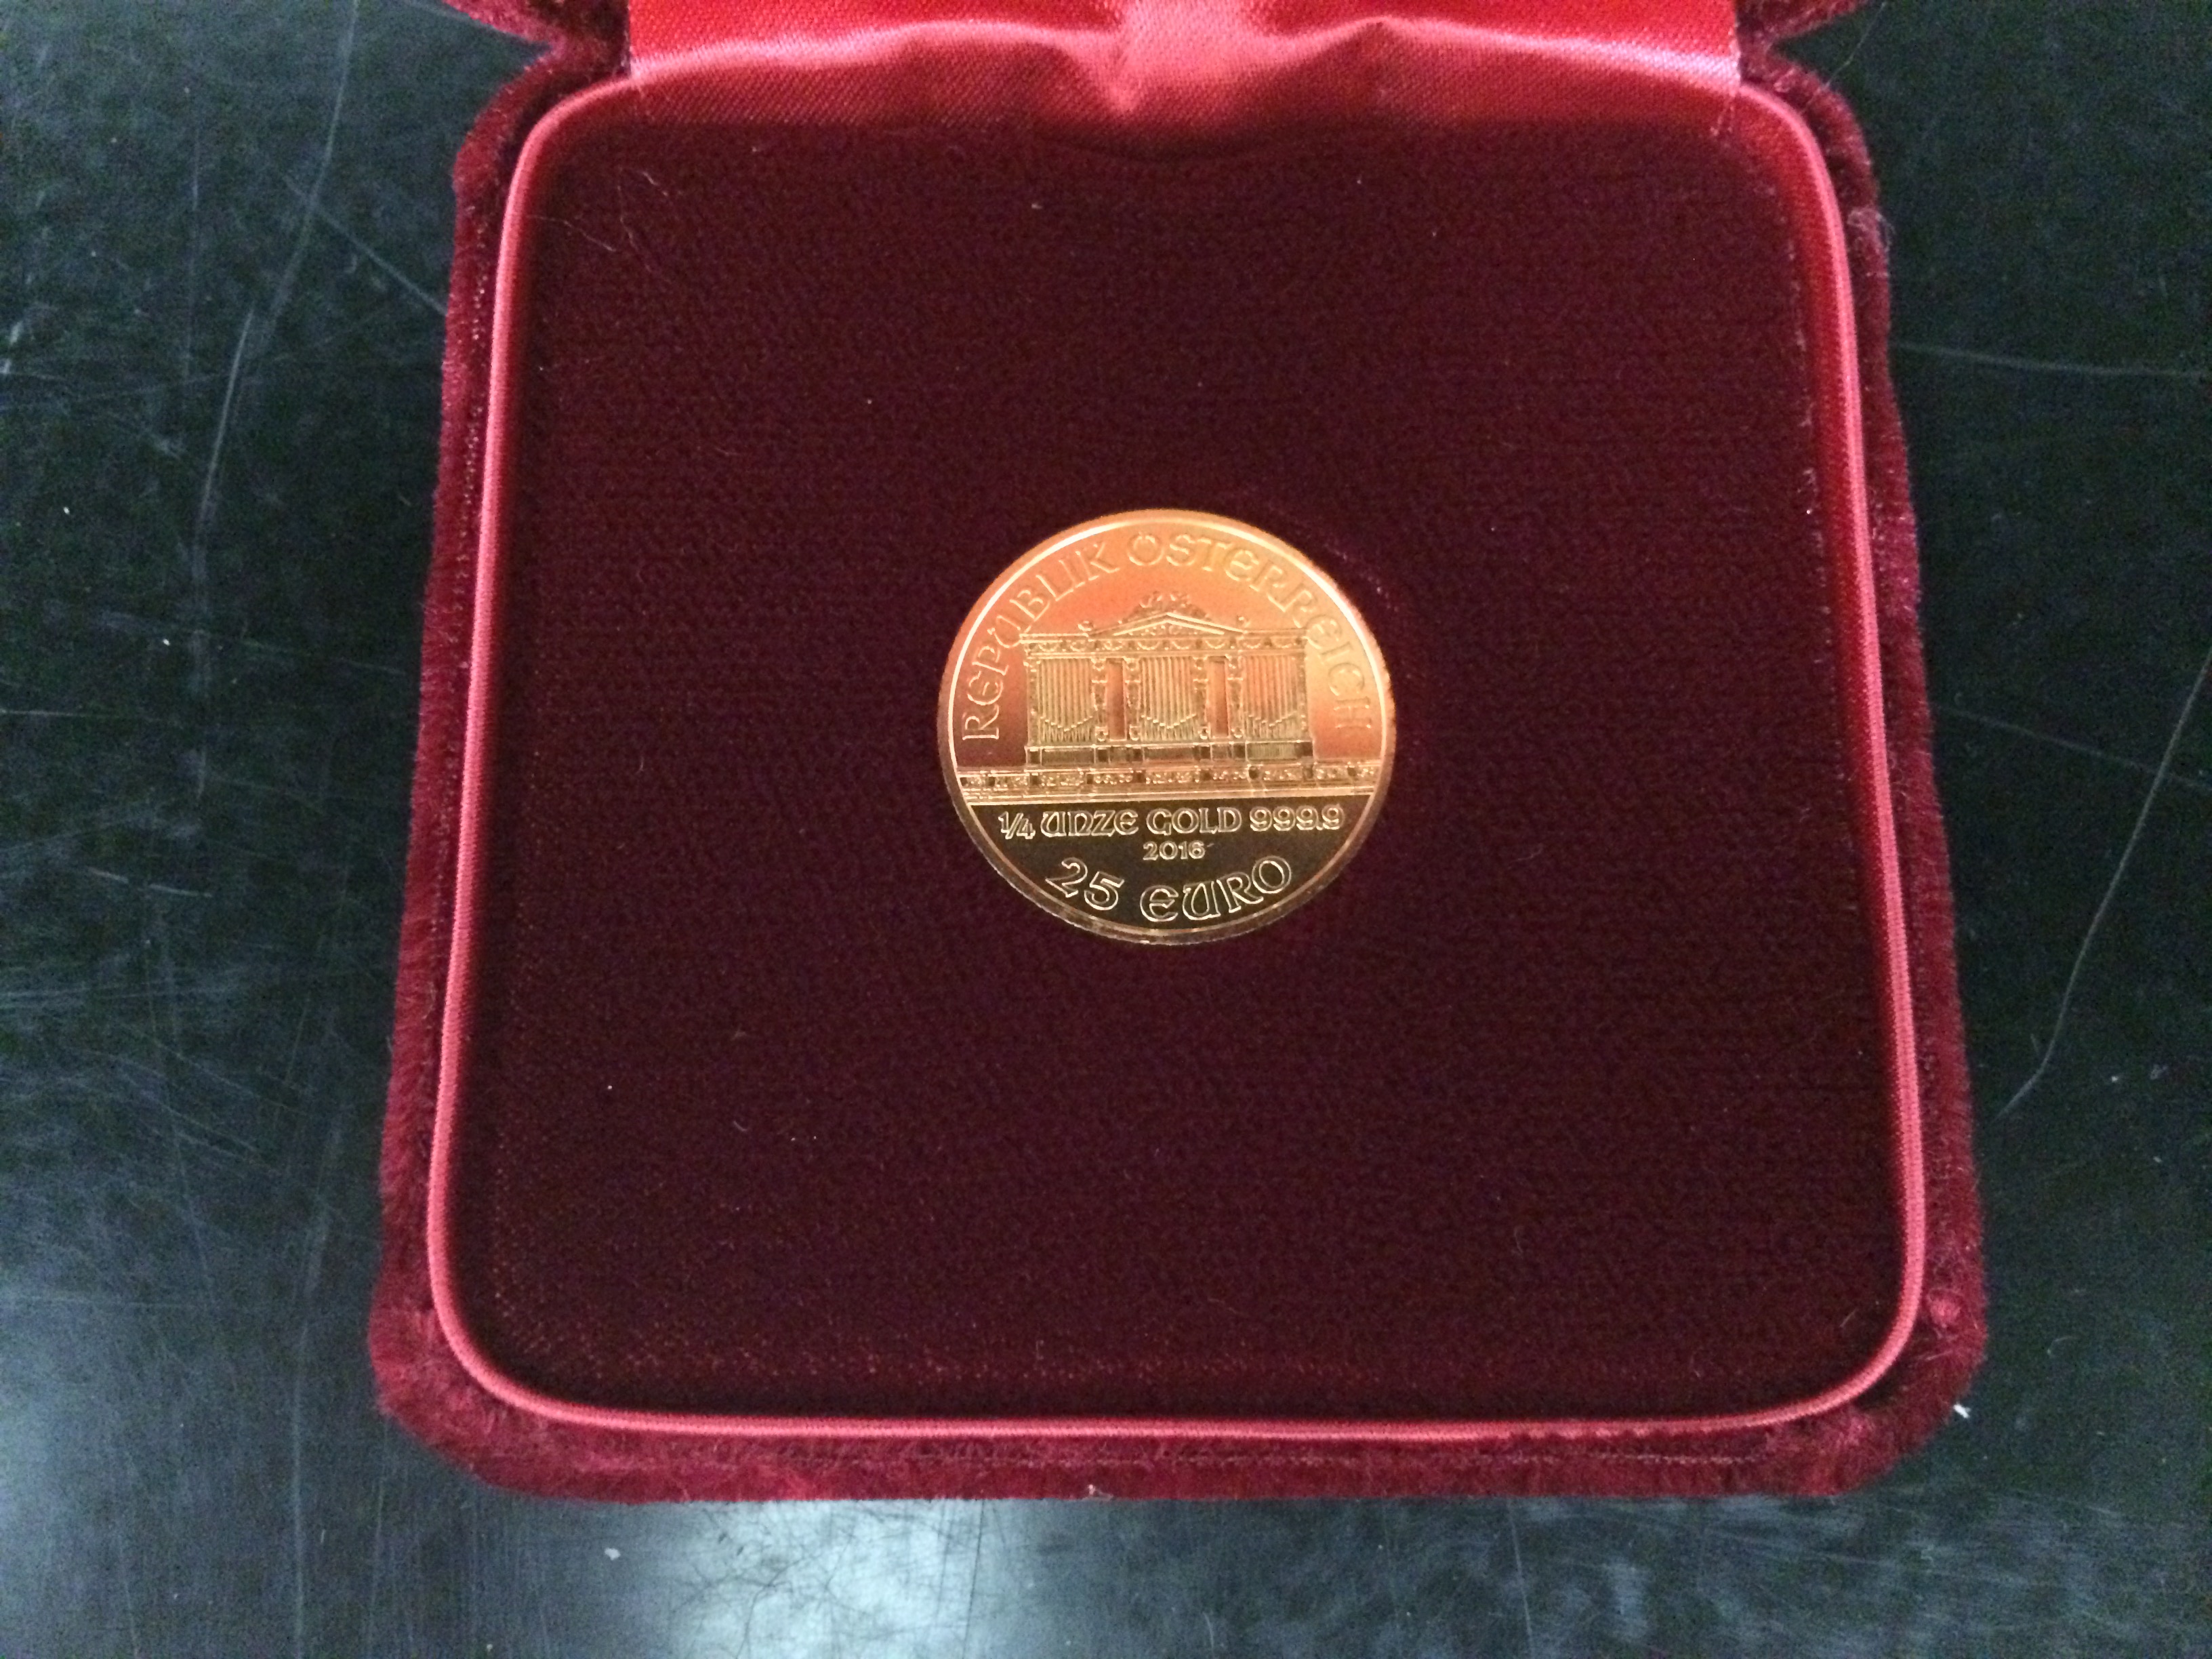 REPUBLIK ÖSTERREICH
1/4 UNZE GOLD 999.9
2016
25 EURO